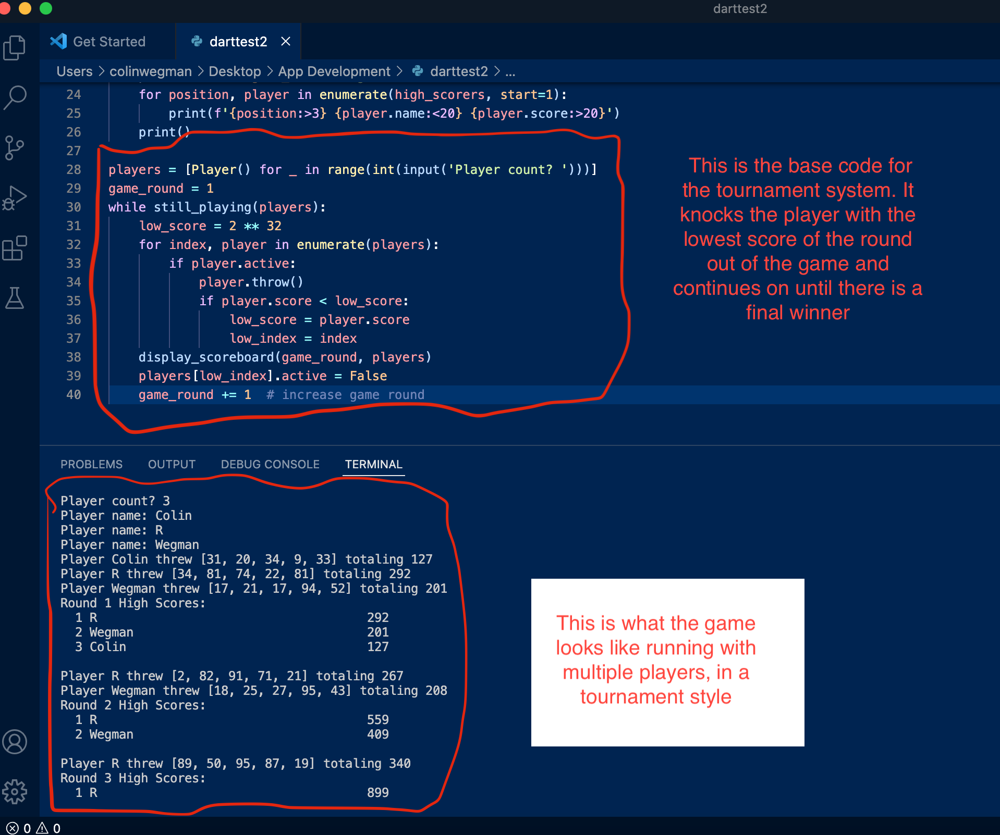 darttest2
Get Started
darttest2
Users > colinwegman > Desktop > App Development > darttest2 > ...
24 for position, player in enumerate(high_scorers, start=1):
25 print(f'{position:>3} {player.name:<20} {player.score:>20}')
26 print()
27
28 players = [Player() for _ in range(int(input('Player count? ')))]
29 game_round = 1
30 while still_playing(players):
31 low_score = 2 ** 32
32 for index, player in enumerate(players):
33 if player.active:
34 player.throw()
35 if player.score < low_score:
36 low_score = player.score
37 low_index = index
38 display_scoreboard(game_round, players)
39 players[low_index].active = False
40 game_round += 1  # increase game round
This is the base code for
the tournament system. It
knocks the player with the
lowest score of the round
out of the game and
continues on until there is a
final winner
PROBLEMS OUTPUT DEBUG CONSOLE TERMINAL
Player count? 3
Player name: Colin
Player name: R
Player name: Wegman
Player Colin threw [31, 20, 34, 9, 33] totaling 127
Player R threw [34, 81, 74, 22, 81] totaling 292
Player Wegman threw [17, 21, 17, 94, 52] totaling 201
Round 1 High Scores:
1 R 292
2 Wegman 201
3 Colin 127
Player R threw [2, 82, 91, 71, 21] totaling 267
Player Wegman threw [18, 25, 27, 95, 43] totaling 208
Round 2 High Scores:
1 R 559
2 Wegman 409
Player R threw [89, 50, 95, 87, 19] totaling 340
Round 3 High Scores:
1 R 899
This is what the game
looks like running with
multiple players, in a
tournament style
0 0